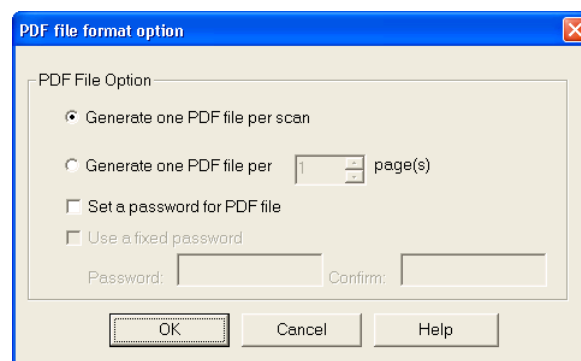 PDF file format option
PDF File Option
Generate one PDF file per scan
Generate one PDF file per 1 page(s)
Set a password for PDF file
Use a fixed password
Password: Confirm:
OK Cancel Help